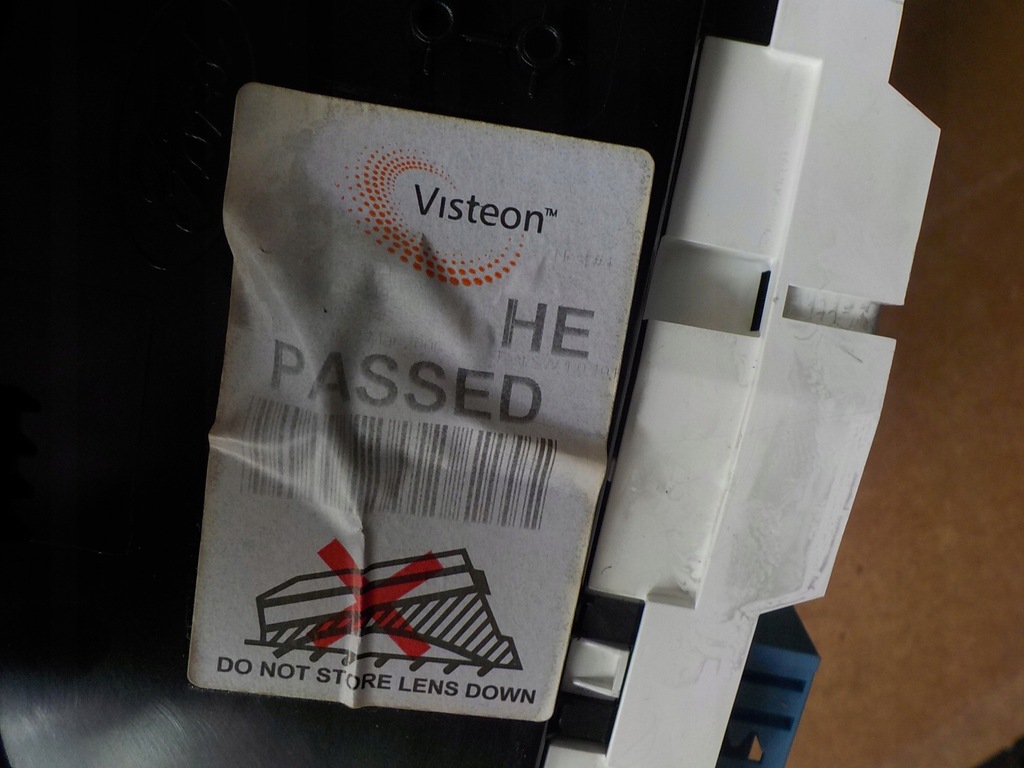 Visteon™
HE
PASSED
DO NOT STORE LENS DOWN